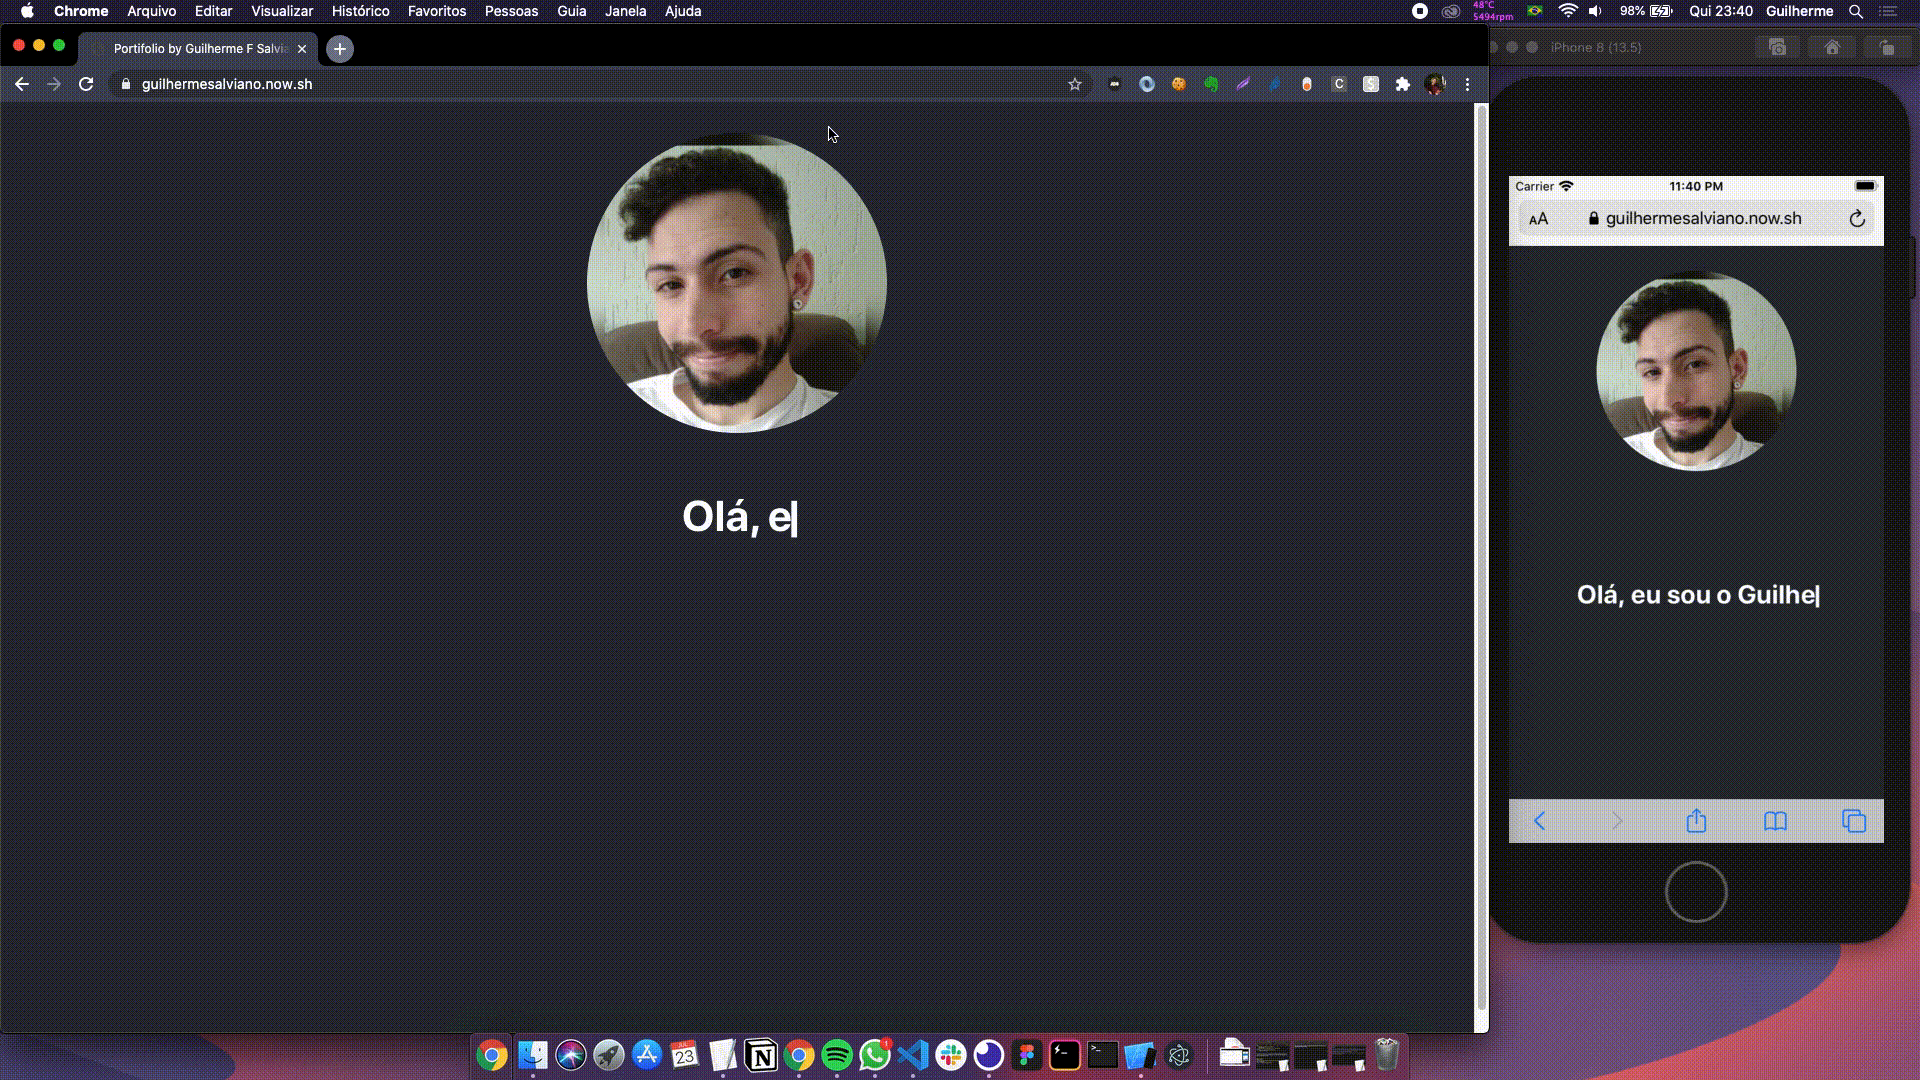 Chrome Arquivo Editar Visualizar Histórico Favoritos Pessoas Guia Janela Ajuda
48°C
5494rpm
98%
Qui 23:40 Guilherme
Portifolio by Guilherme F Salvia
guilhermesalviano.now.sh
Olá, e
iPhone 8 (13.5)
Carrier
11:40 PM
AA
guilhermesalviano.now.sh
Olá, eu sou o Guilhe
23
1